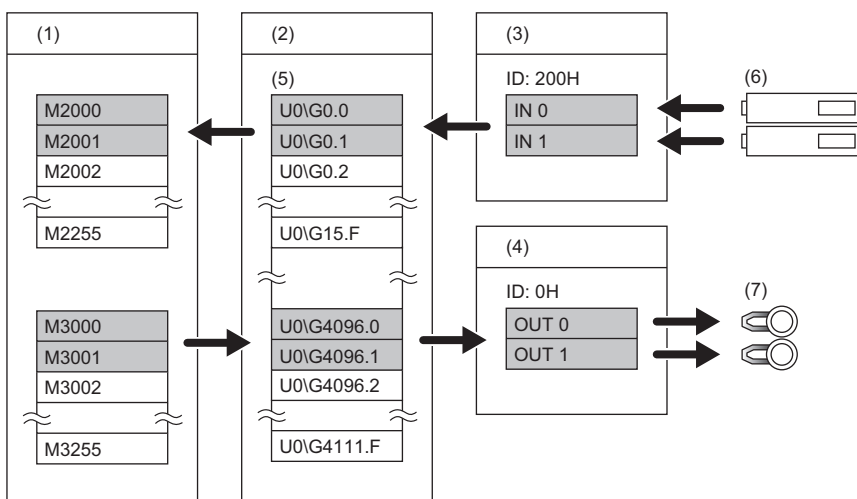 (1)
M2000
M2001
M2002
M2255
M3000
M3001
M3002
M3255
(2)
(5)
U0\G0.0
U0\G0.1
U0\G0.2
U0\G15.F
U0\G4096.0
U0\G4096.1
U0\G4096.2
U0\G4111.F
(3)
ID: 200H
IN 0
IN 1
(6)
(4)
ID: 0H
OUT 0
OUT 1
(7)